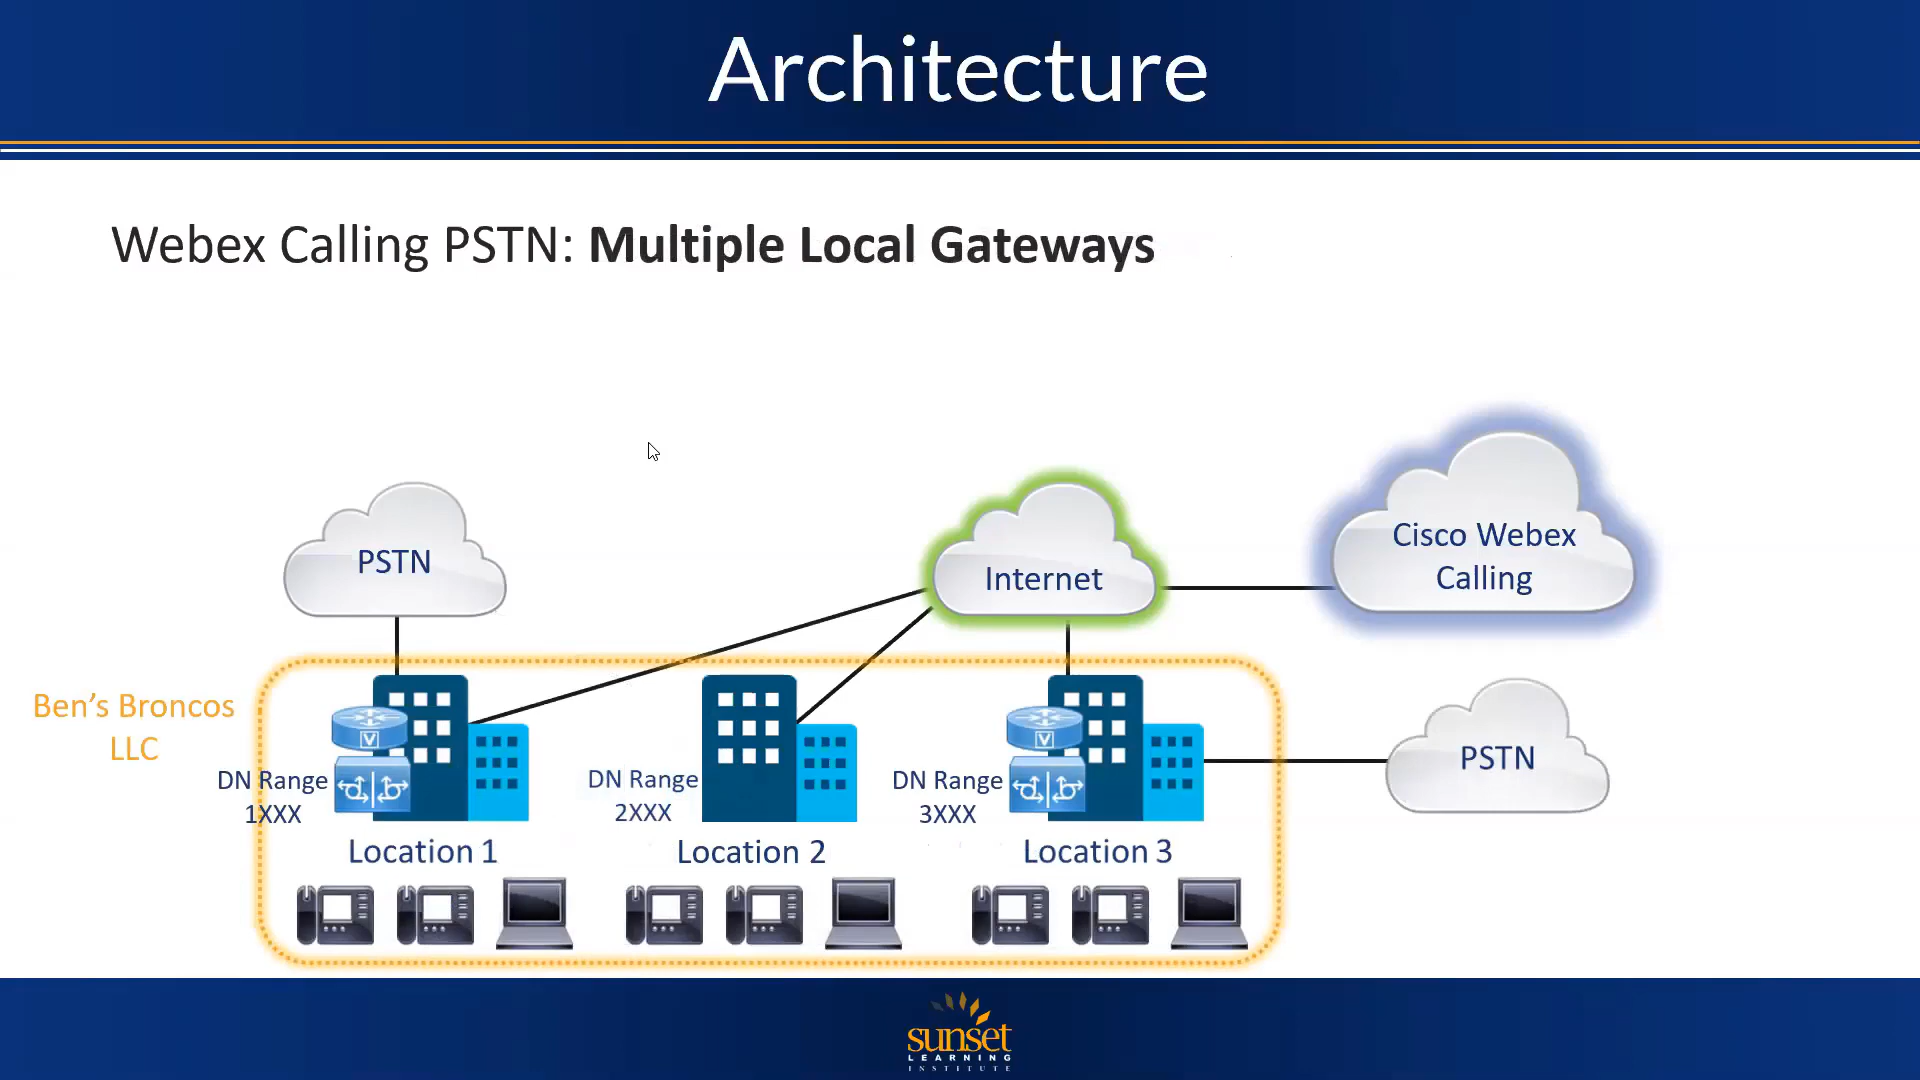 Architecture
Webex Calling PSTN: Multiple Local Gateways
PSTN
Internet
Cisco Webex
Calling
Ben's Broncos
LLC
PSTN
V
V
DN Range
1XXX
DN Range
2XXX
DN Range
3XXX
Location 1
Location 2
Location 3
sunset
LEARNING
INSTITUTE